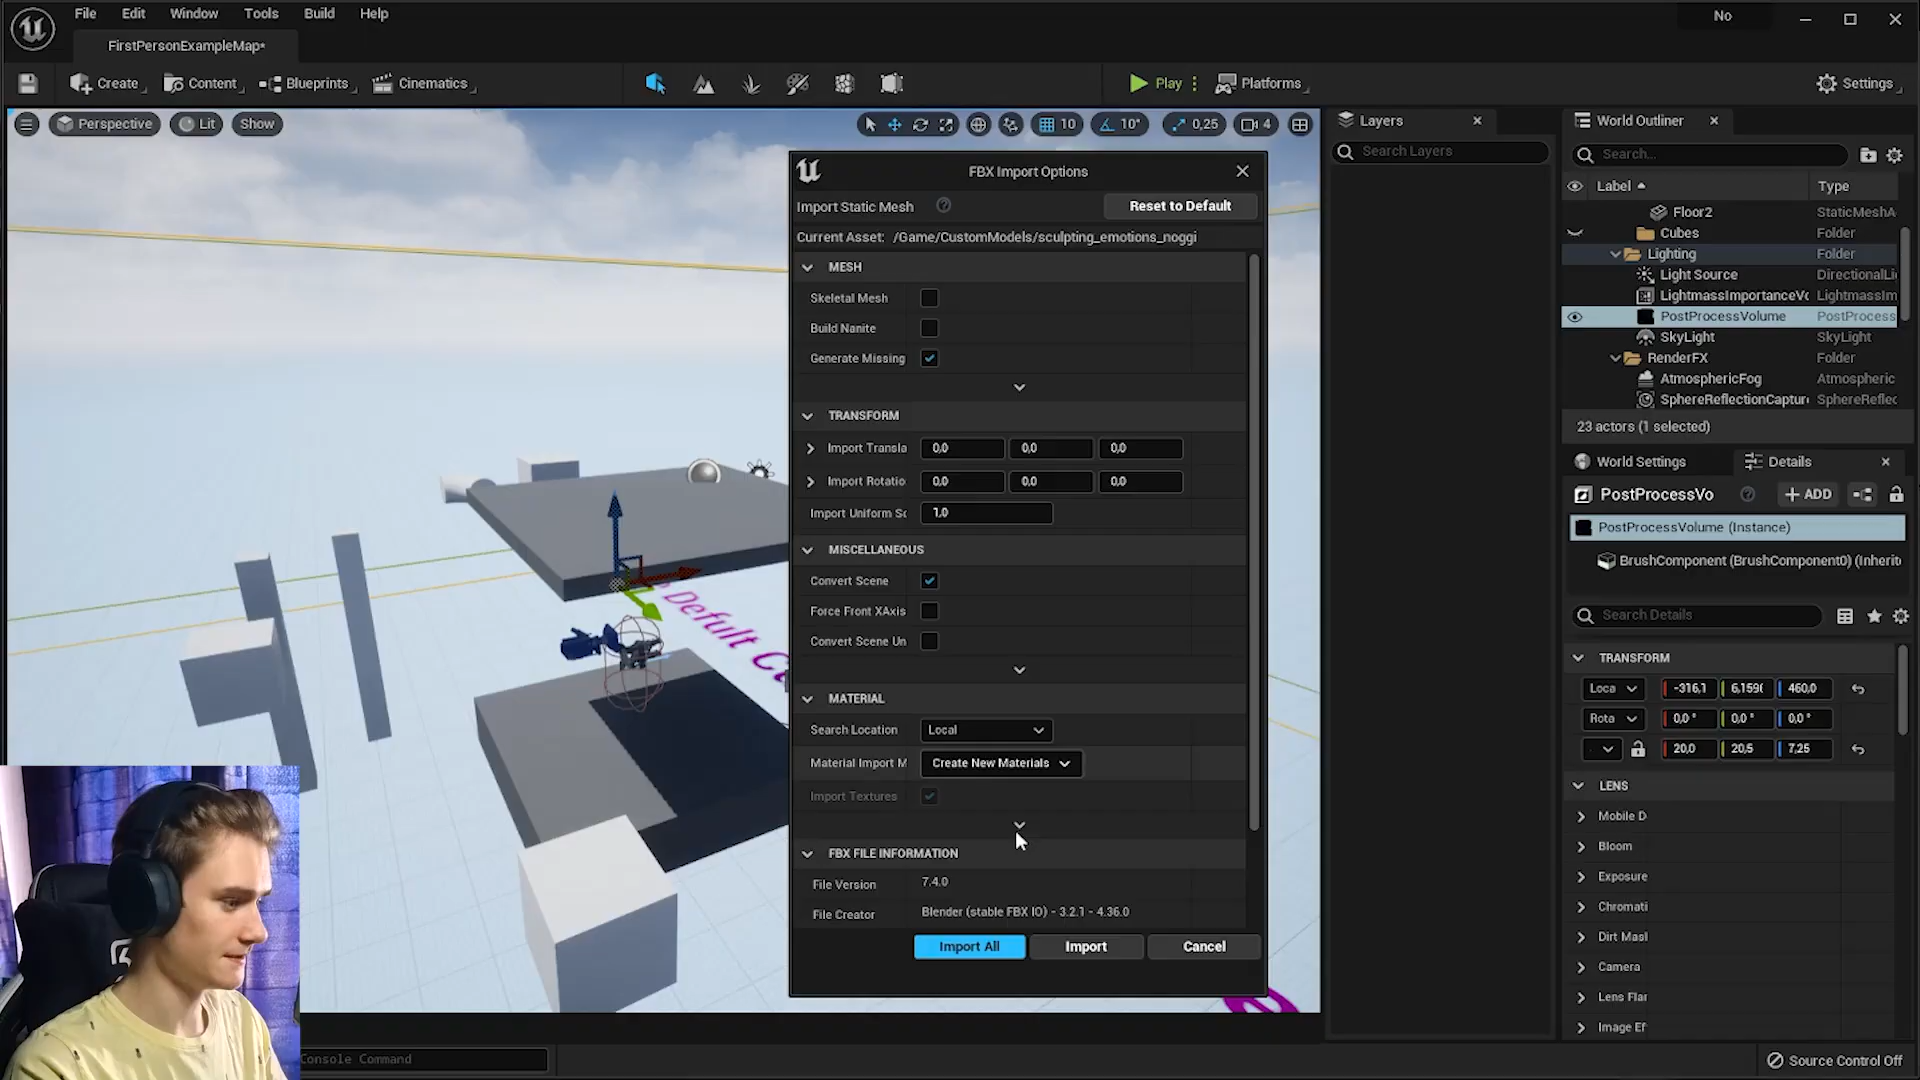 File Edit Window Tools Build Help
No
FirstPersonExampleMap*
Create Content Blueprints Cinematics Play Platforms Settings
Perspective Lit Show 10 10° 0,25 4
Layers
Search Layers
World Outliner
Search...
Label Type
Floor2 StaticMeshA
Cubes Folder
Lighting Folder
Light Source DirectionalLi
LightmassImportanceVo LightmassIm
PostProcessVolume PostProcess
SkyLight SkyLight
RenderFX Folder
AtmosphericFog Atmospheric
SphereReflectionCapture SphereReflec
23 actors (1 selected)
World Settings Details
PostProcessVo ADD
PostProcessVolume (Instance)
BrushComponent (BrushComponent0) (Inherite
Search Details
TRANSFORM
Loca -316,1 6,1590 460,0
Rota 0,0° 0,0° 0,0°
20,0 20,5 7,25
LENS
Mobile D
Bloom
Exposure
Chromati
Dirt Mask
Camera
Lens Flar
Image Ef
FBX Import Options
Import Static Mesh Reset to Default
Current Asset: /Game/CustomModels/sculpting_emotions_noggi
MESH
Skeletal Mesh
Build Nanite
Generate Missing
TRANSFORM
Import Transla 0,0 0,0 0,0
Import Rotatio 0,0 0,0 0,0
Import Uniform Sc 1,0
MISCELLANEOUS
Convert Scene
Force Front XAxis
Convert Scene Un
MATERIAL
Search Location Local
Material Import M Create New Materials
Import Textures
FBX FILE INFORMATION
File Version 7.4.0
File Creator Blender (stable FBX IO) - 3.2.1 - 4.36.0
Import All Import Cancel
Defult
Console Command
Source Control Off